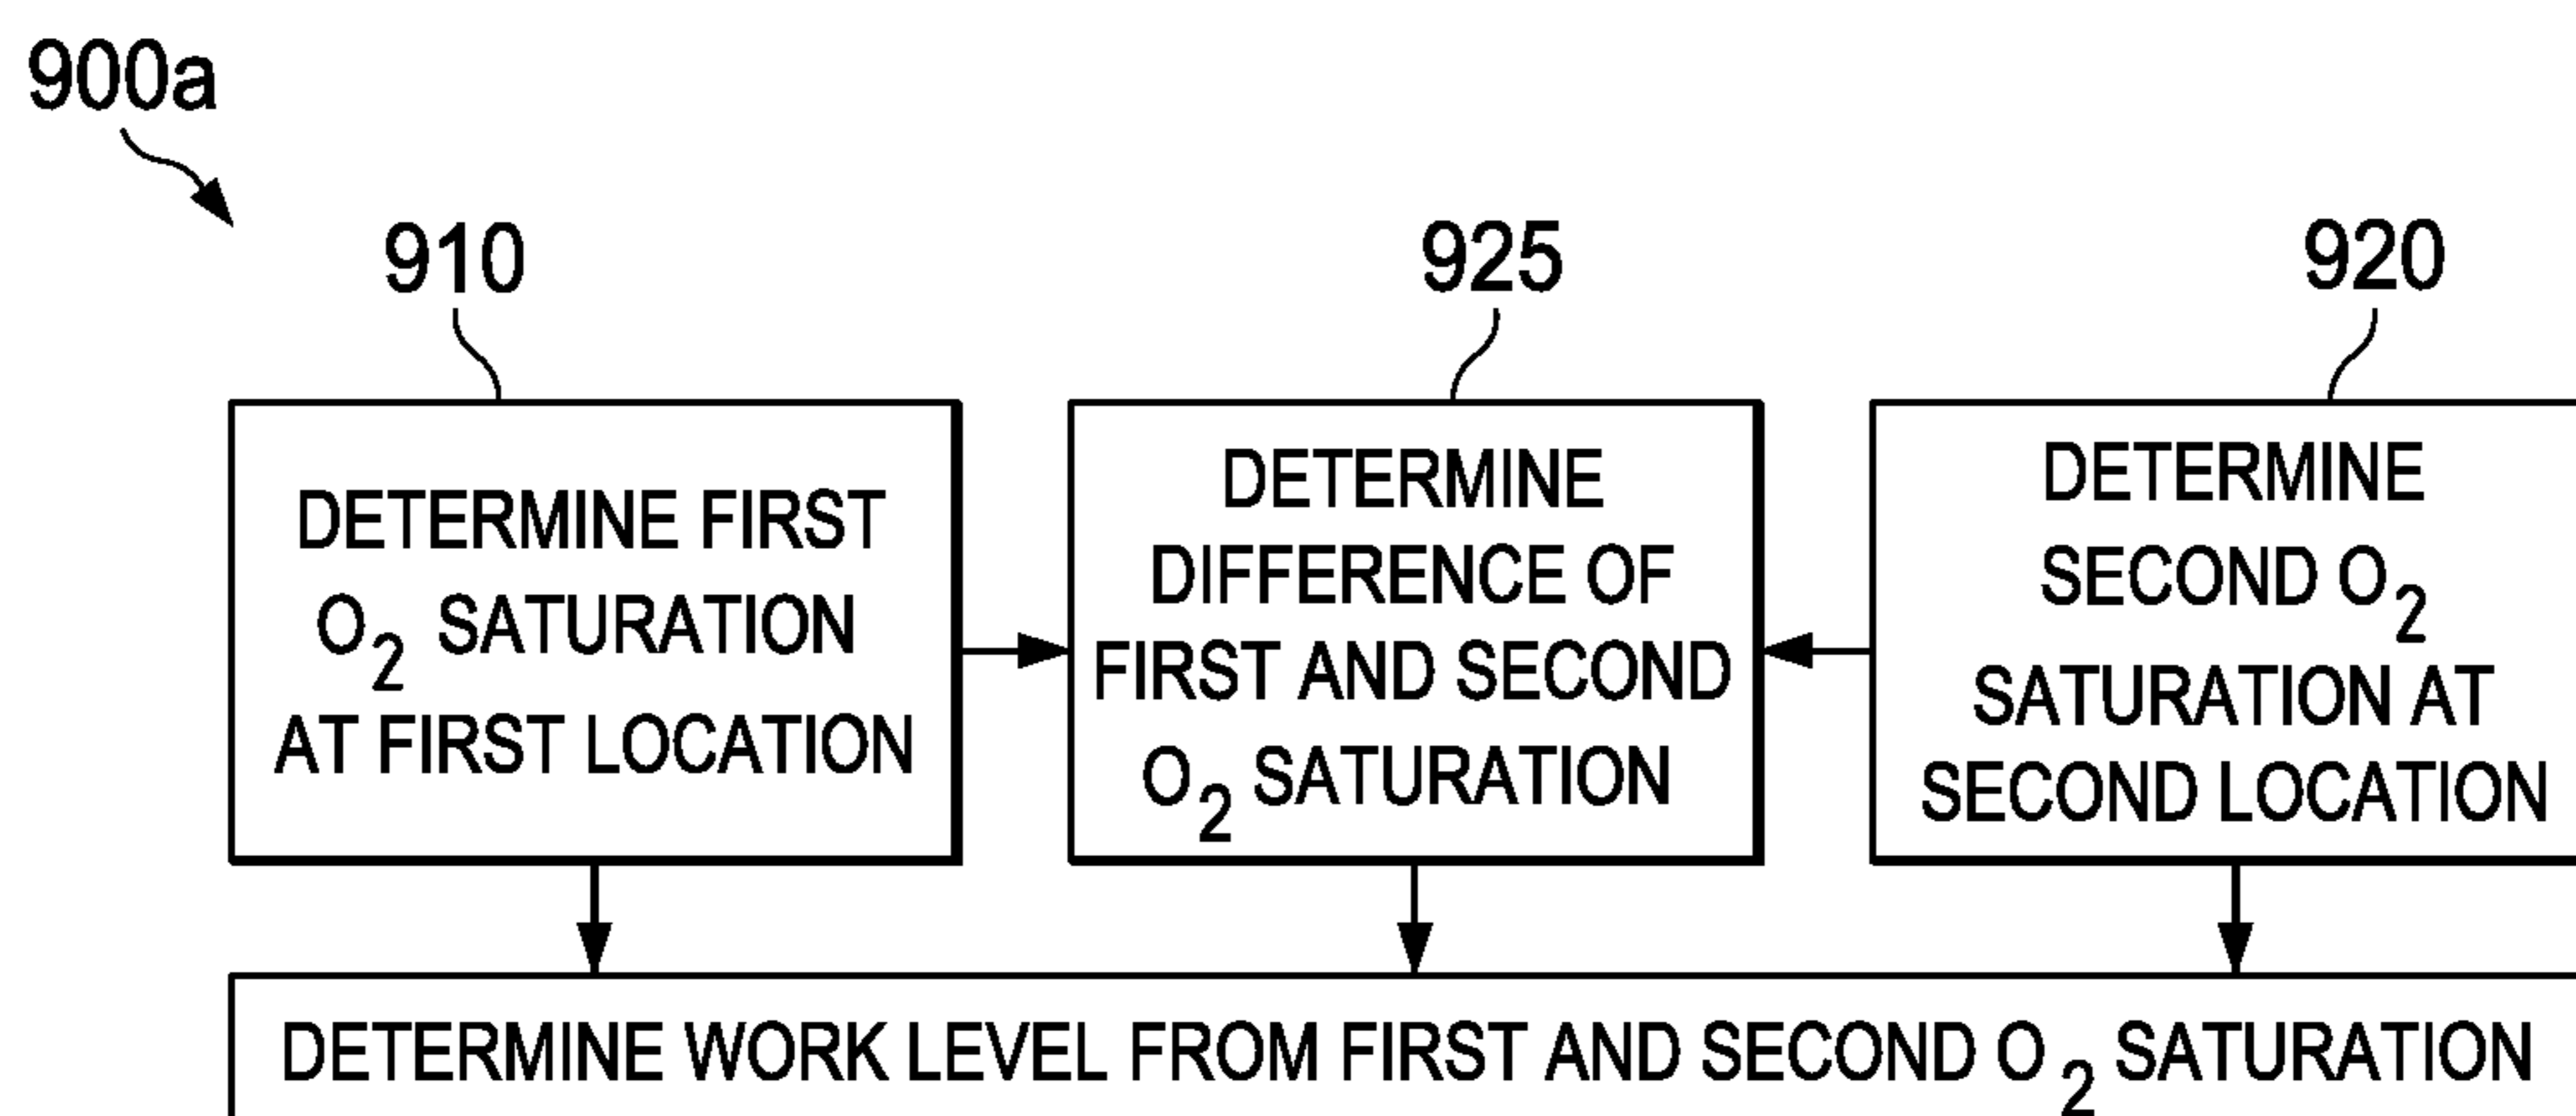 900a
910
925
920
DETERMINE FIRST
O2 SATURATION
AT FIRST LOCATION
DETERMINE
DIFFERENCE OF
FIRST AND SECOND
O2 SATURATION
DETERMINE
SECOND O2
SATURATION AT
SECOND LOCATION
DETERMINE WORK LEVEL FROM FIRST AND SECOND O2 SATURATION